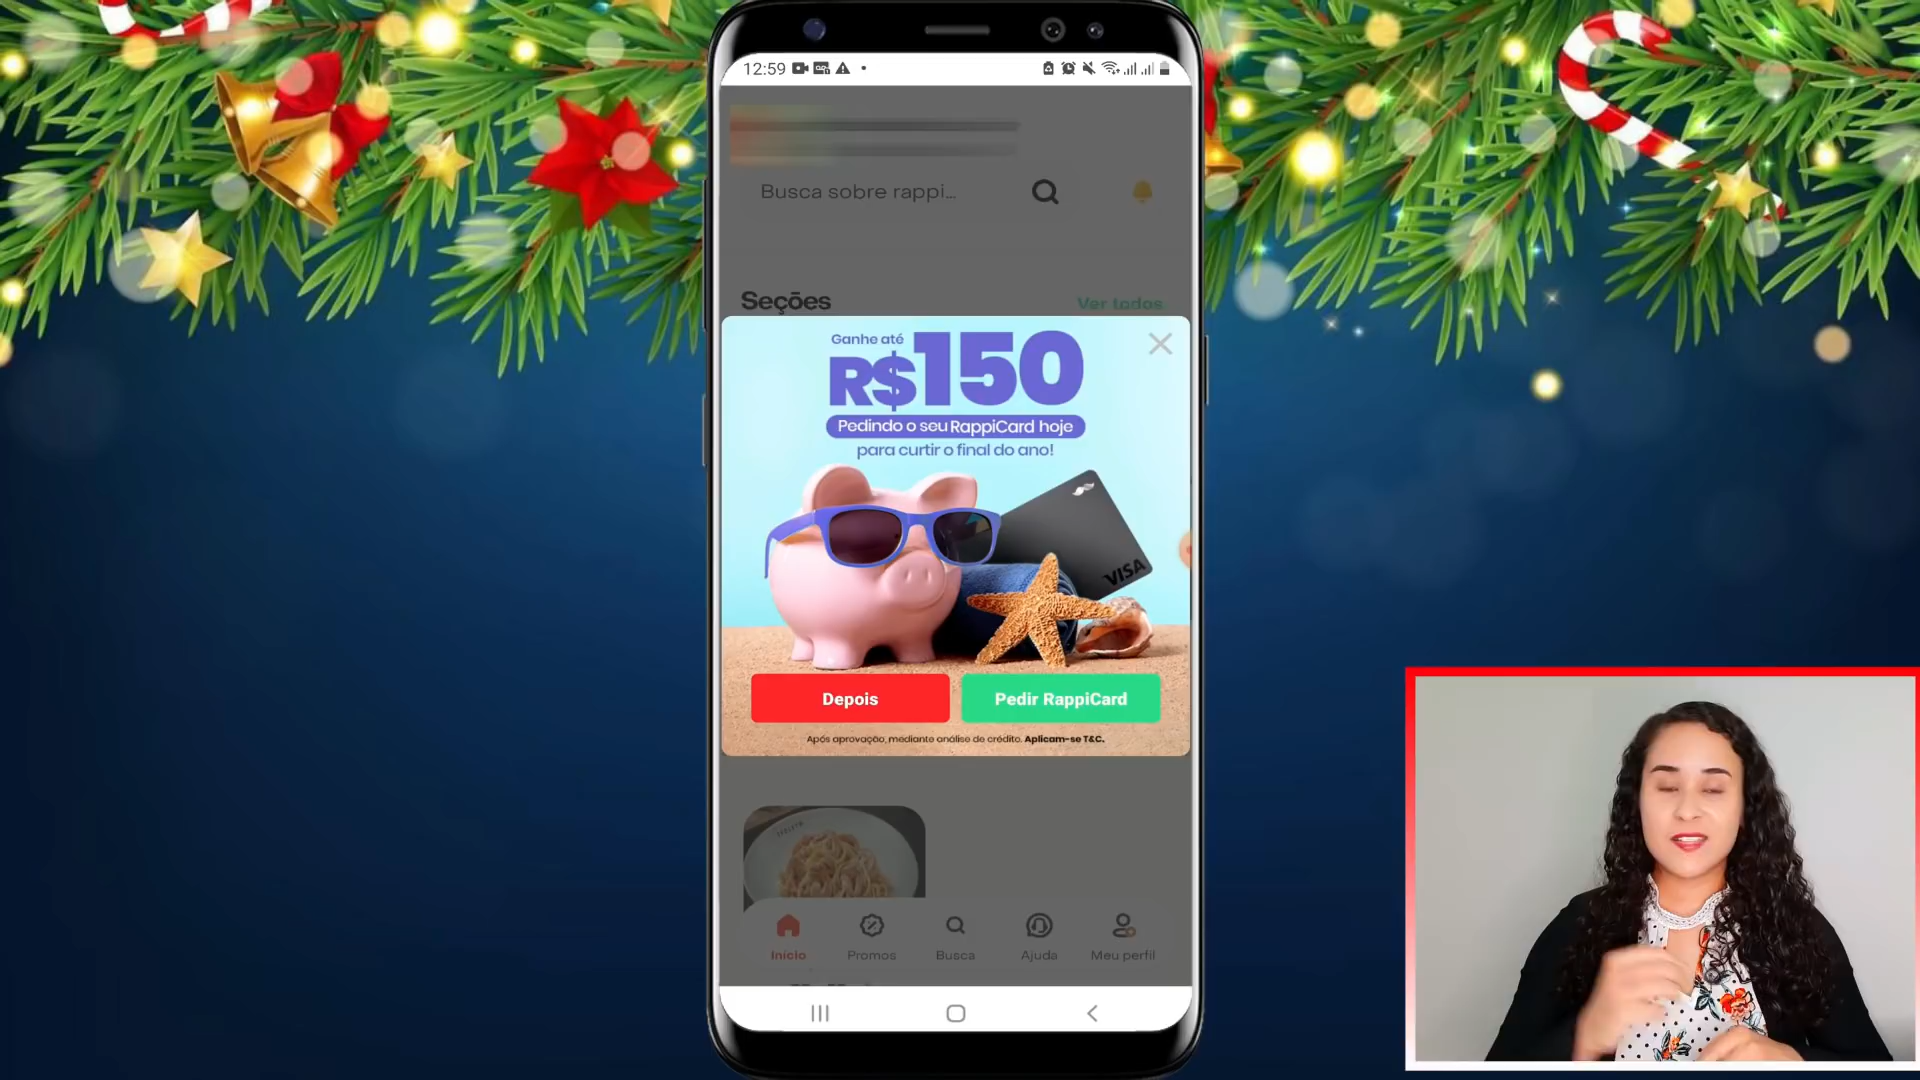 12:59
Busca sobre rappi...
Seções
Ver todos
Ganhe até
R$150
Pedindo o seu RappiCard hoje
para curtir o final do ano!
VISA
Depois
Pedir RappiCard
Após aprovação, mediante análise de crédito. Aplicam-se T&C.
Início
Promos
Busca
Ajuda
Meu perfil